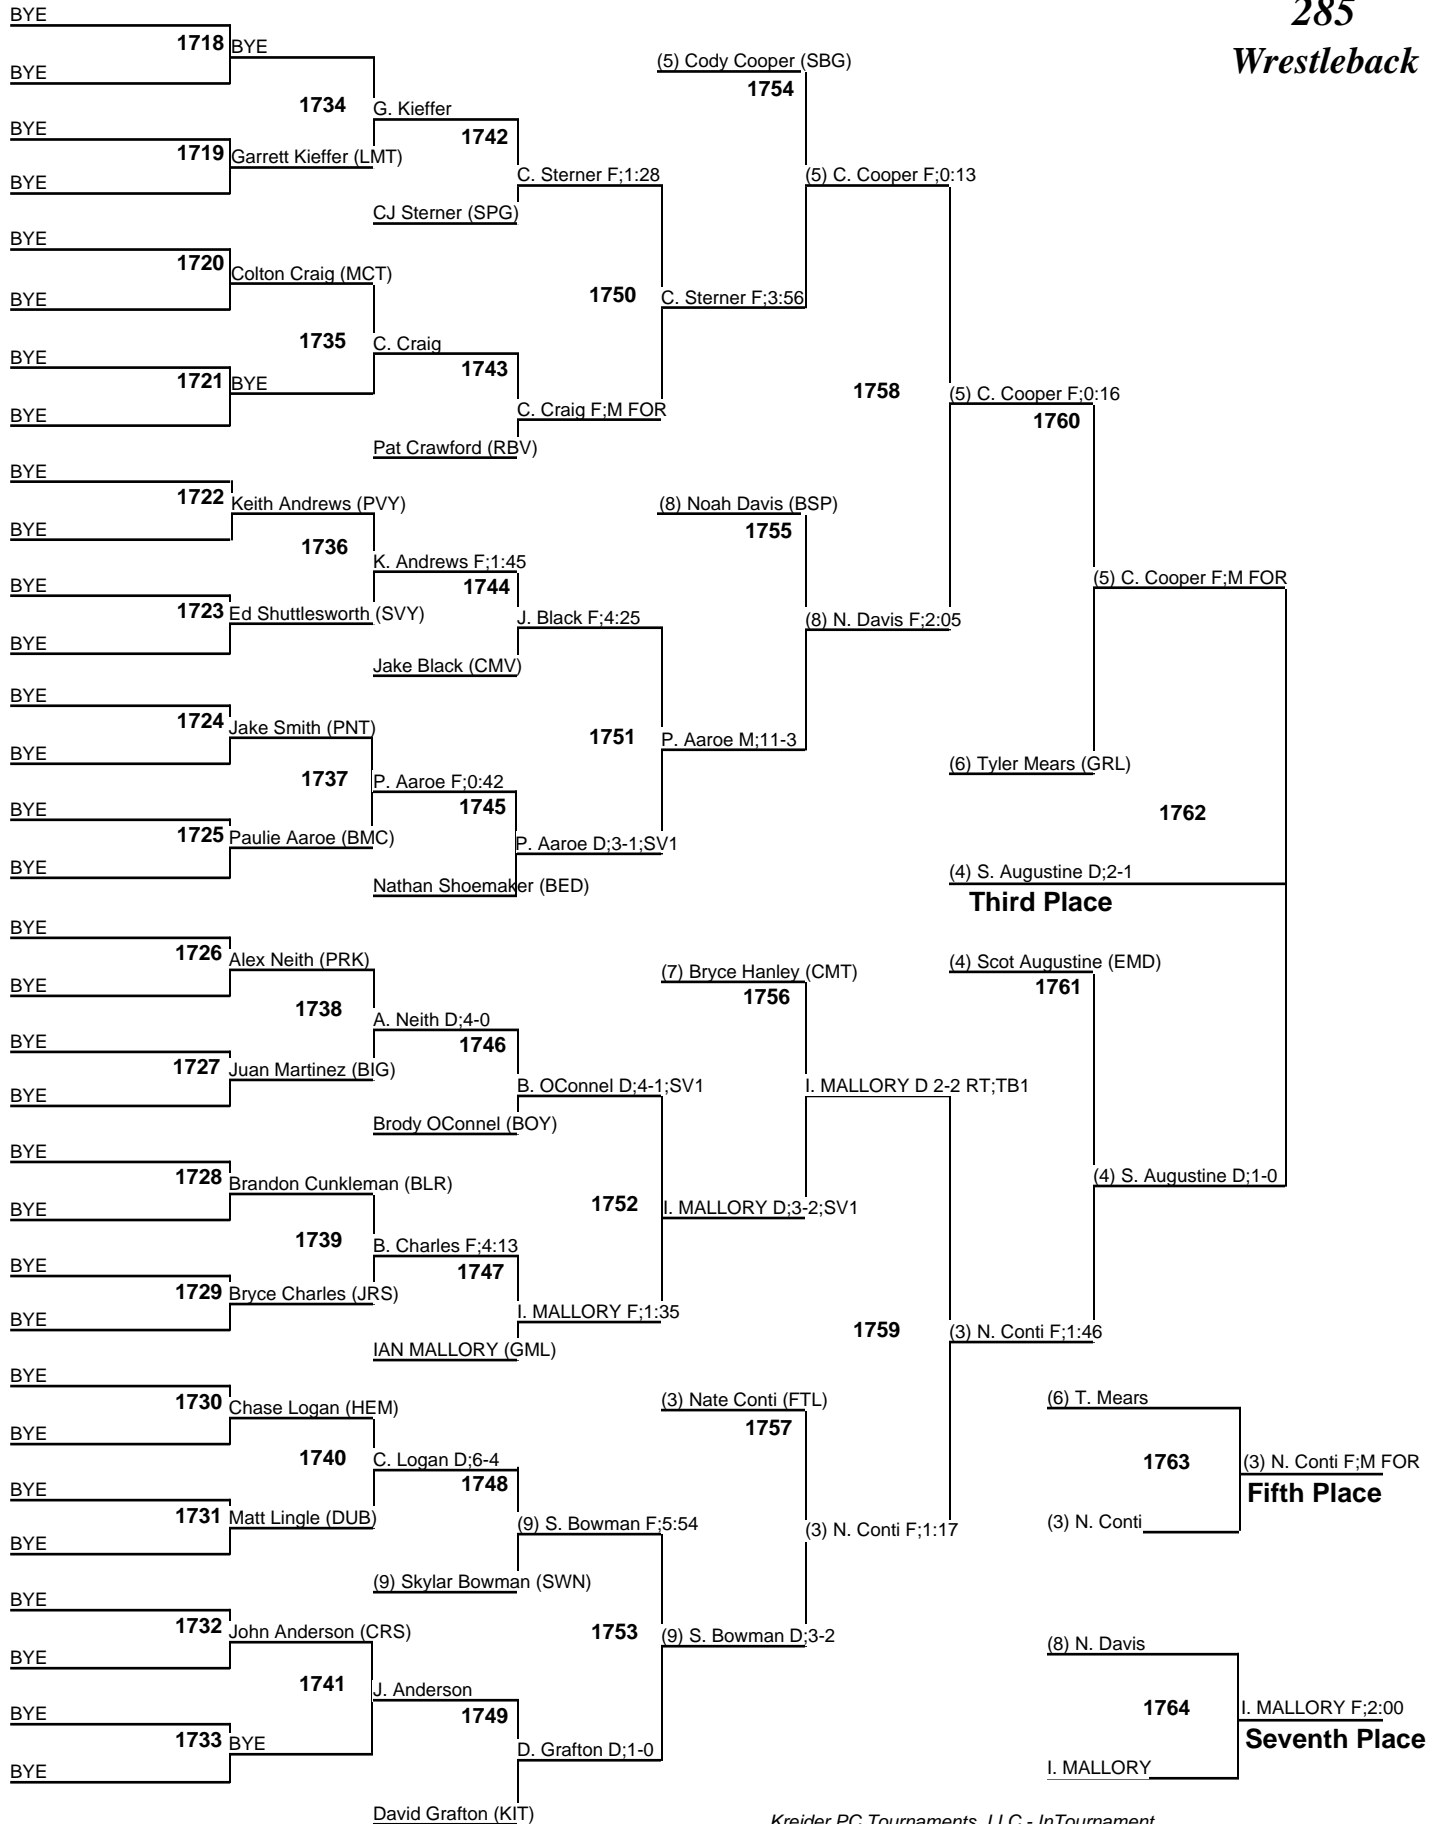 285
Wrestleback
BYE
1718
BYE
BYE
1734
G. Kieffer
BYE
1719
Garrett Kieffer (LMT)
BYE
1742
C. Sterner F;1:28
CJ Sterner (SPG)
BYE
1720
Colton Craig (MCT)
BYE
1735
C. Craig
BYE
1721
BYE
BYE
1743
C. Craig F;M FOR
Pat Crawford (RBV)
1750
C. Sterner F;3:56
(5) Cody Cooper (SBG)
1754
(5) C. Cooper F;0:13
BYE
1722
Keith Andrews (PVY)
BYE
1736
K. Andrews F;1:45
BYE
1723
Ed Shuttlesworth (SVY)
BYE
1744
J. Black F;4:25
Jake Black (CMV)
BYE
1724
Jake Smith (PNT)
BYE
1737
P. Aaroe F;0:42
BYE
1725
Paulie Aaroe (BMC)
BYE
1745
P. Aaroe D;3-1;SV1
Nathan Shoemaker (BED)
1751
P. Aaroe M;11-3
(8) Noah Davis (BSP)
1755
(8) N. Davis F;2:05
1758
(5) C. Cooper F;0:16
1760
(5) C. Cooper F;M FOR
(6) Tyler Mears (GRL)
1762
(4) S. Augustine D;2-1
Third Place
BYE
1726
Alex Neith (PRK)
BYE
1738
A. Neith D;4-0
BYE
1727
Juan Martinez (BIG)
BYE
1746
B. OConnel D;4-1;SV1
Brody OConnel (BOY)
BYE
1728
Brandon Cunkleman (BLR)
BYE
1739
B. Charles F;4:13
BYE
1729
Bryce Charles (JRS)
BYE
1747
I. MALLORY F;1:35
IAN MALLORY (GML)
1752
I. MALLORY D;3-2;SV1
(7) Bryce Hanley (CMT)
1756
I. MALLORY D 2-2 RT;TB1
(4) Scot Augustine (EMD)
1761
(4) S. Augustine D;1-0
1759
(3) N. Conti F;1:46
BYE
1730
Chase Logan (HEM)
BYE
1740
C. Logan D;6-4
BYE
1731
Matt Lingle (DUB)
BYE
1748
(9) S. Bowman F;5:54
(9) Skylar Bowman (SWN)
BYE
1732
John Anderson (CRS)
BYE
1741
J. Anderson
BYE
1733
BYE
BYE
1749
D. Grafton D;1-0
David Grafton (KIT)
1753
(9) S. Bowman D;3-2
(3) Nate Conti (FTL)
1757
(3) N. Conti F;1:17
(6) T. Mears
1763
(3) N. Conti F;M FOR
Fifth Place
(3) N. Conti
(8) N. Davis
1764
I. MALLORY F;2:00
Seventh Place
I. MALLORY
Kreider PC Tournaments, LLC - InTournament